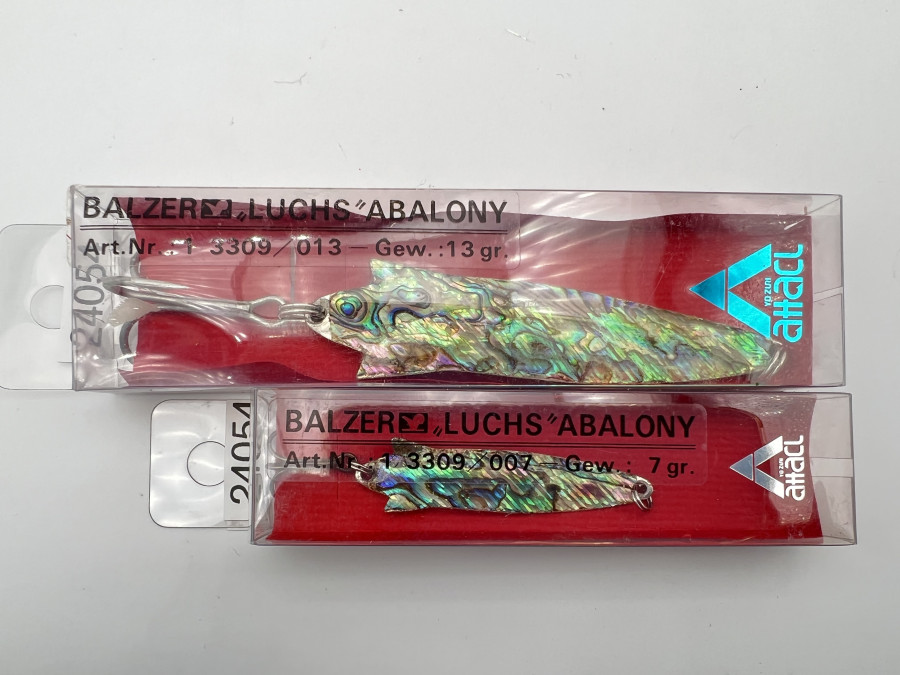 BALZER „LUCHS" ABALONY
Art.Nr. :1 3309/013 — Gew.:13 gr.
2405
YO ZURI
attacl
BALZER „LUCHS" ABALONY
Art.Nr. 1 3309/007 — Gew.: 7 gr.
24054
YO ZURI
attacl